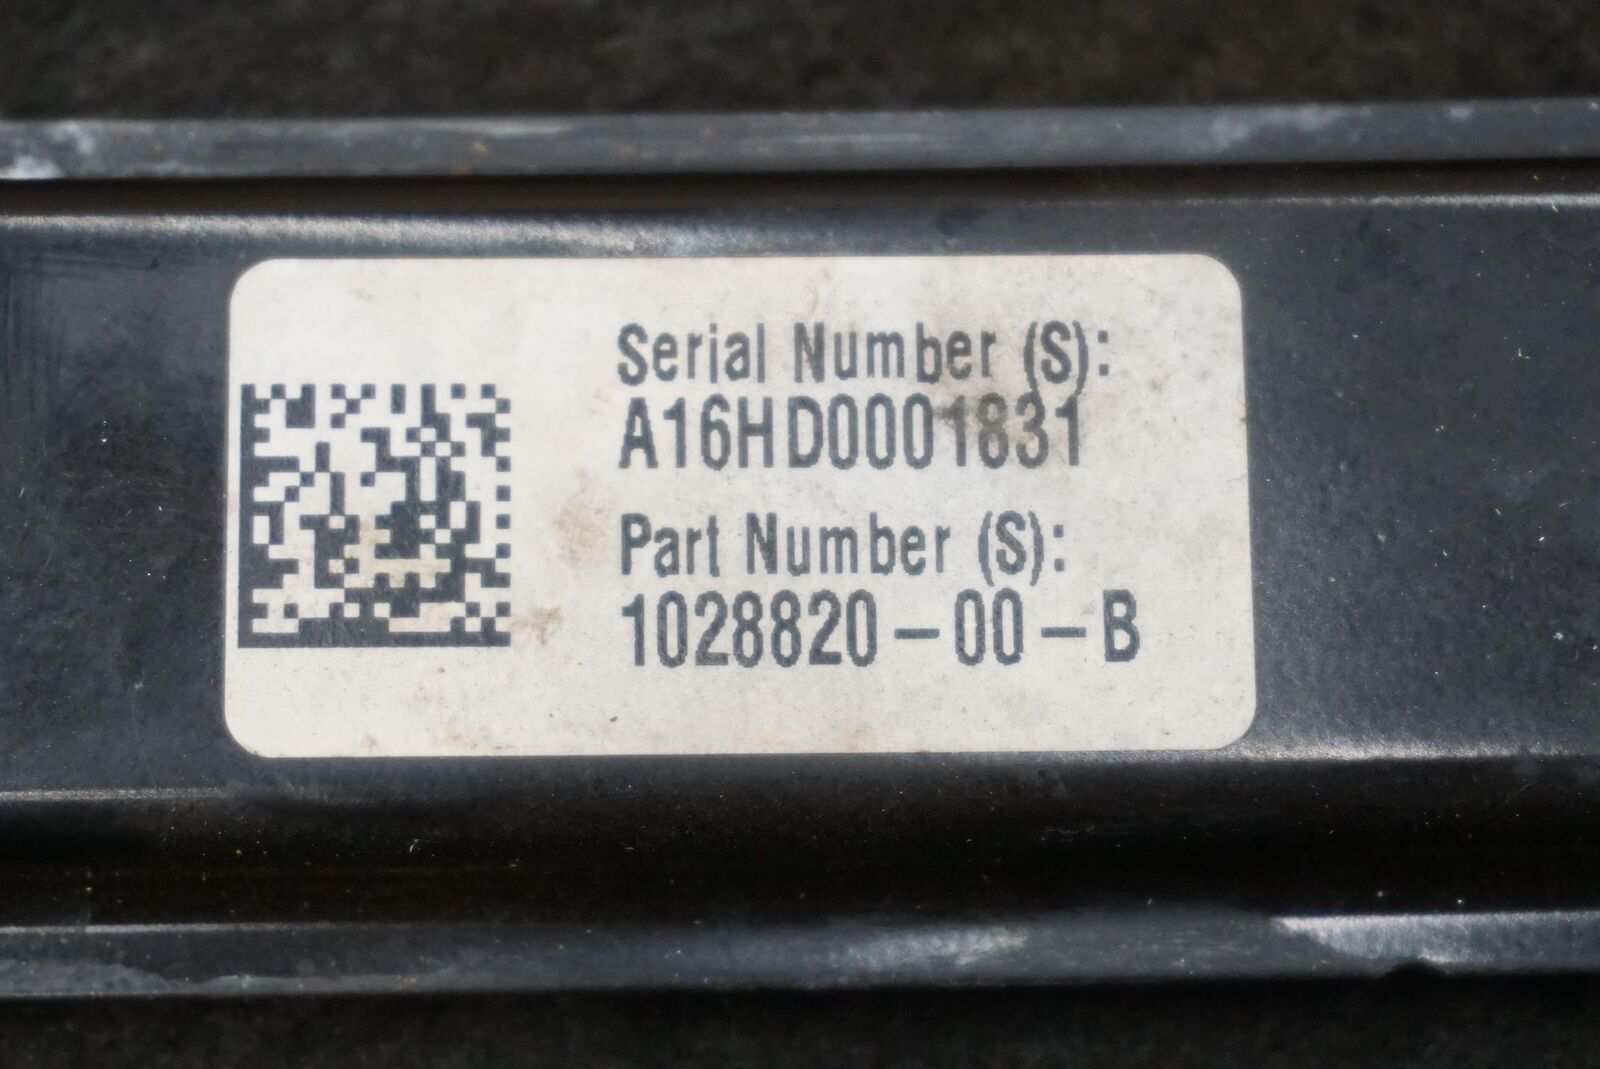 Serial Number (S):
A16HD0001831
Part Number (S):
1028820-00-B